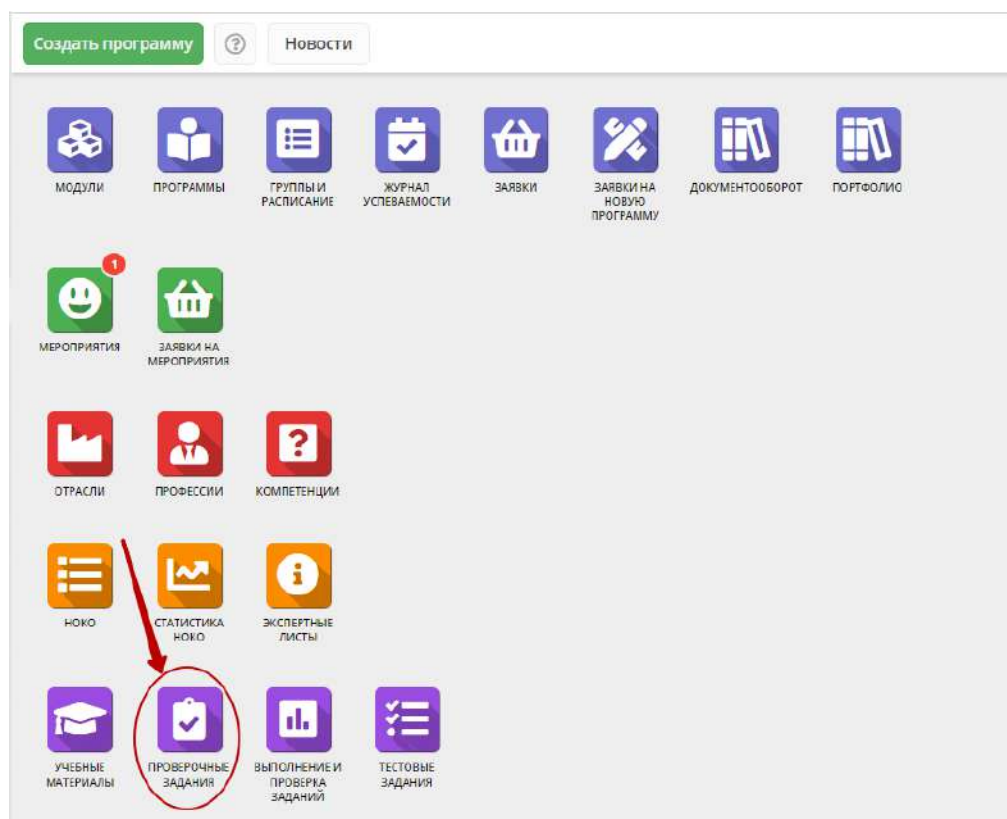 Создать программу
?
Новости
МОДУЛИ
ПРОГРАММЫ
ГРУППЫ И
РАСПИСАНИЕ
ЖУРНАЛ
УСПЕВАЕМОСТИ
ЗАЯВКИ
ЗАЯВКИ НА
НОВУЮ
ПРОГРАММУ
ДОКУМЕНТООБОРОТ
ПОРТФОЛИО
1
МЕРОПРИЯТИЯ
ЗАЯВКИ НА
МЕРОПРИЯТИЯ
?
ОТРАСЛИ
ПРОФЕССИИ
КОМПЕТЕНЦИИ
НОКО
СТАТИСТИКА
НОКО
ЭКСПЕРТНЫЕ
ЛИСТЫ
УЧЕБНЫЕ
МАТЕРИАЛЫ
ПРОВЕРОЧНЫЕ
ЗАДАНИЯ
ВЫПОЛНЕНИЕ И
ПРОВЕРКА
ЗАДАНИЙ
ТЕСТОВЫЕ
ЗАДАНИЯ